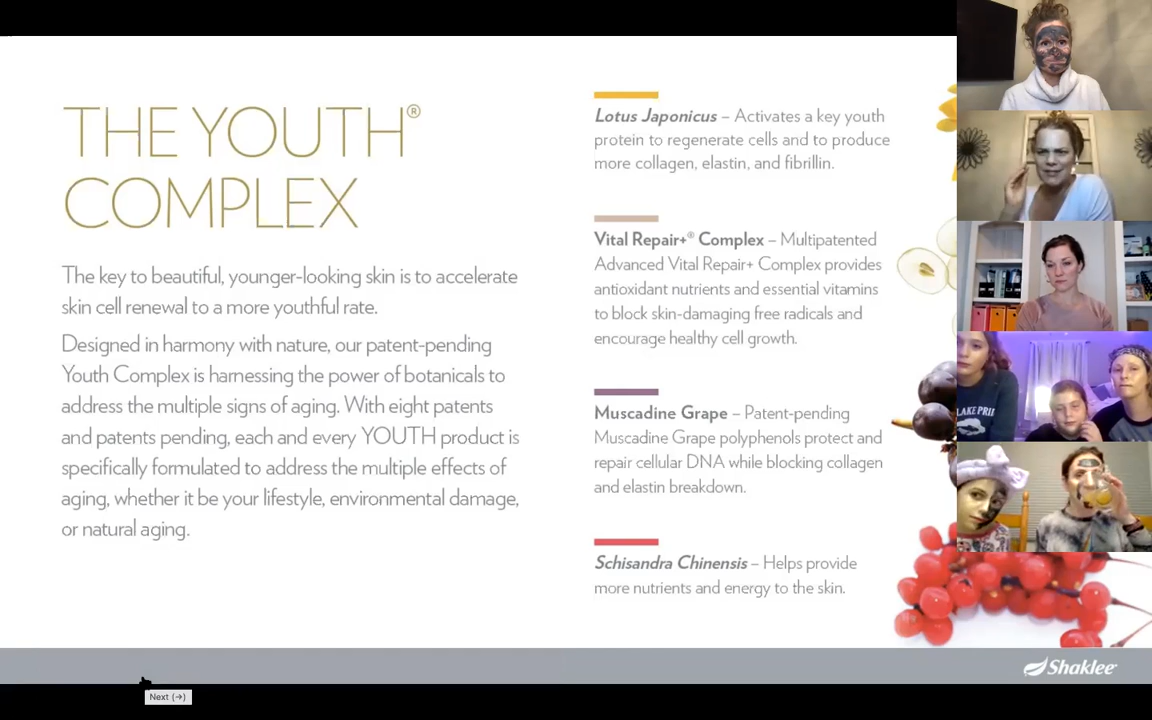 THE YOUTH®
COMPLEX
The key to beautiful, younger-looking skin is to accelerate
skin cell renewal to a more youthful rate.
Designed in harmony with nature, our patent-pending
Youth Complex is harnessing the power of botanicals to
address the multiple signs of aging. With eight patents
and patents pending, each and every YOUTH product is
specifically formulated to address the multiple effects of
aging, whether it be your lifestyle, environmental damage,
or natural aging.
Lotus Japonicus – Activates a key youth
protein to regenerate cells and to produce
more collagen, elastin, and fibrillin.
Vital Repair+® Complex – Multipatented
Advanced Vital Repair+ Complex provides
antioxidant nutrients and essential vitamins
to block skin-damaging free radicals and
encourage healthy cell growth.
Muscadine Grape – Patent-pending
Muscadine Grape polyphenols protect and
repair cellular DNA while blocking collagen
and elastin breakdown.
Schisandra Chinensis – Helps provide
more nutrients and energy to the skin.
LAKE PRI
Shaklee
Next (→)